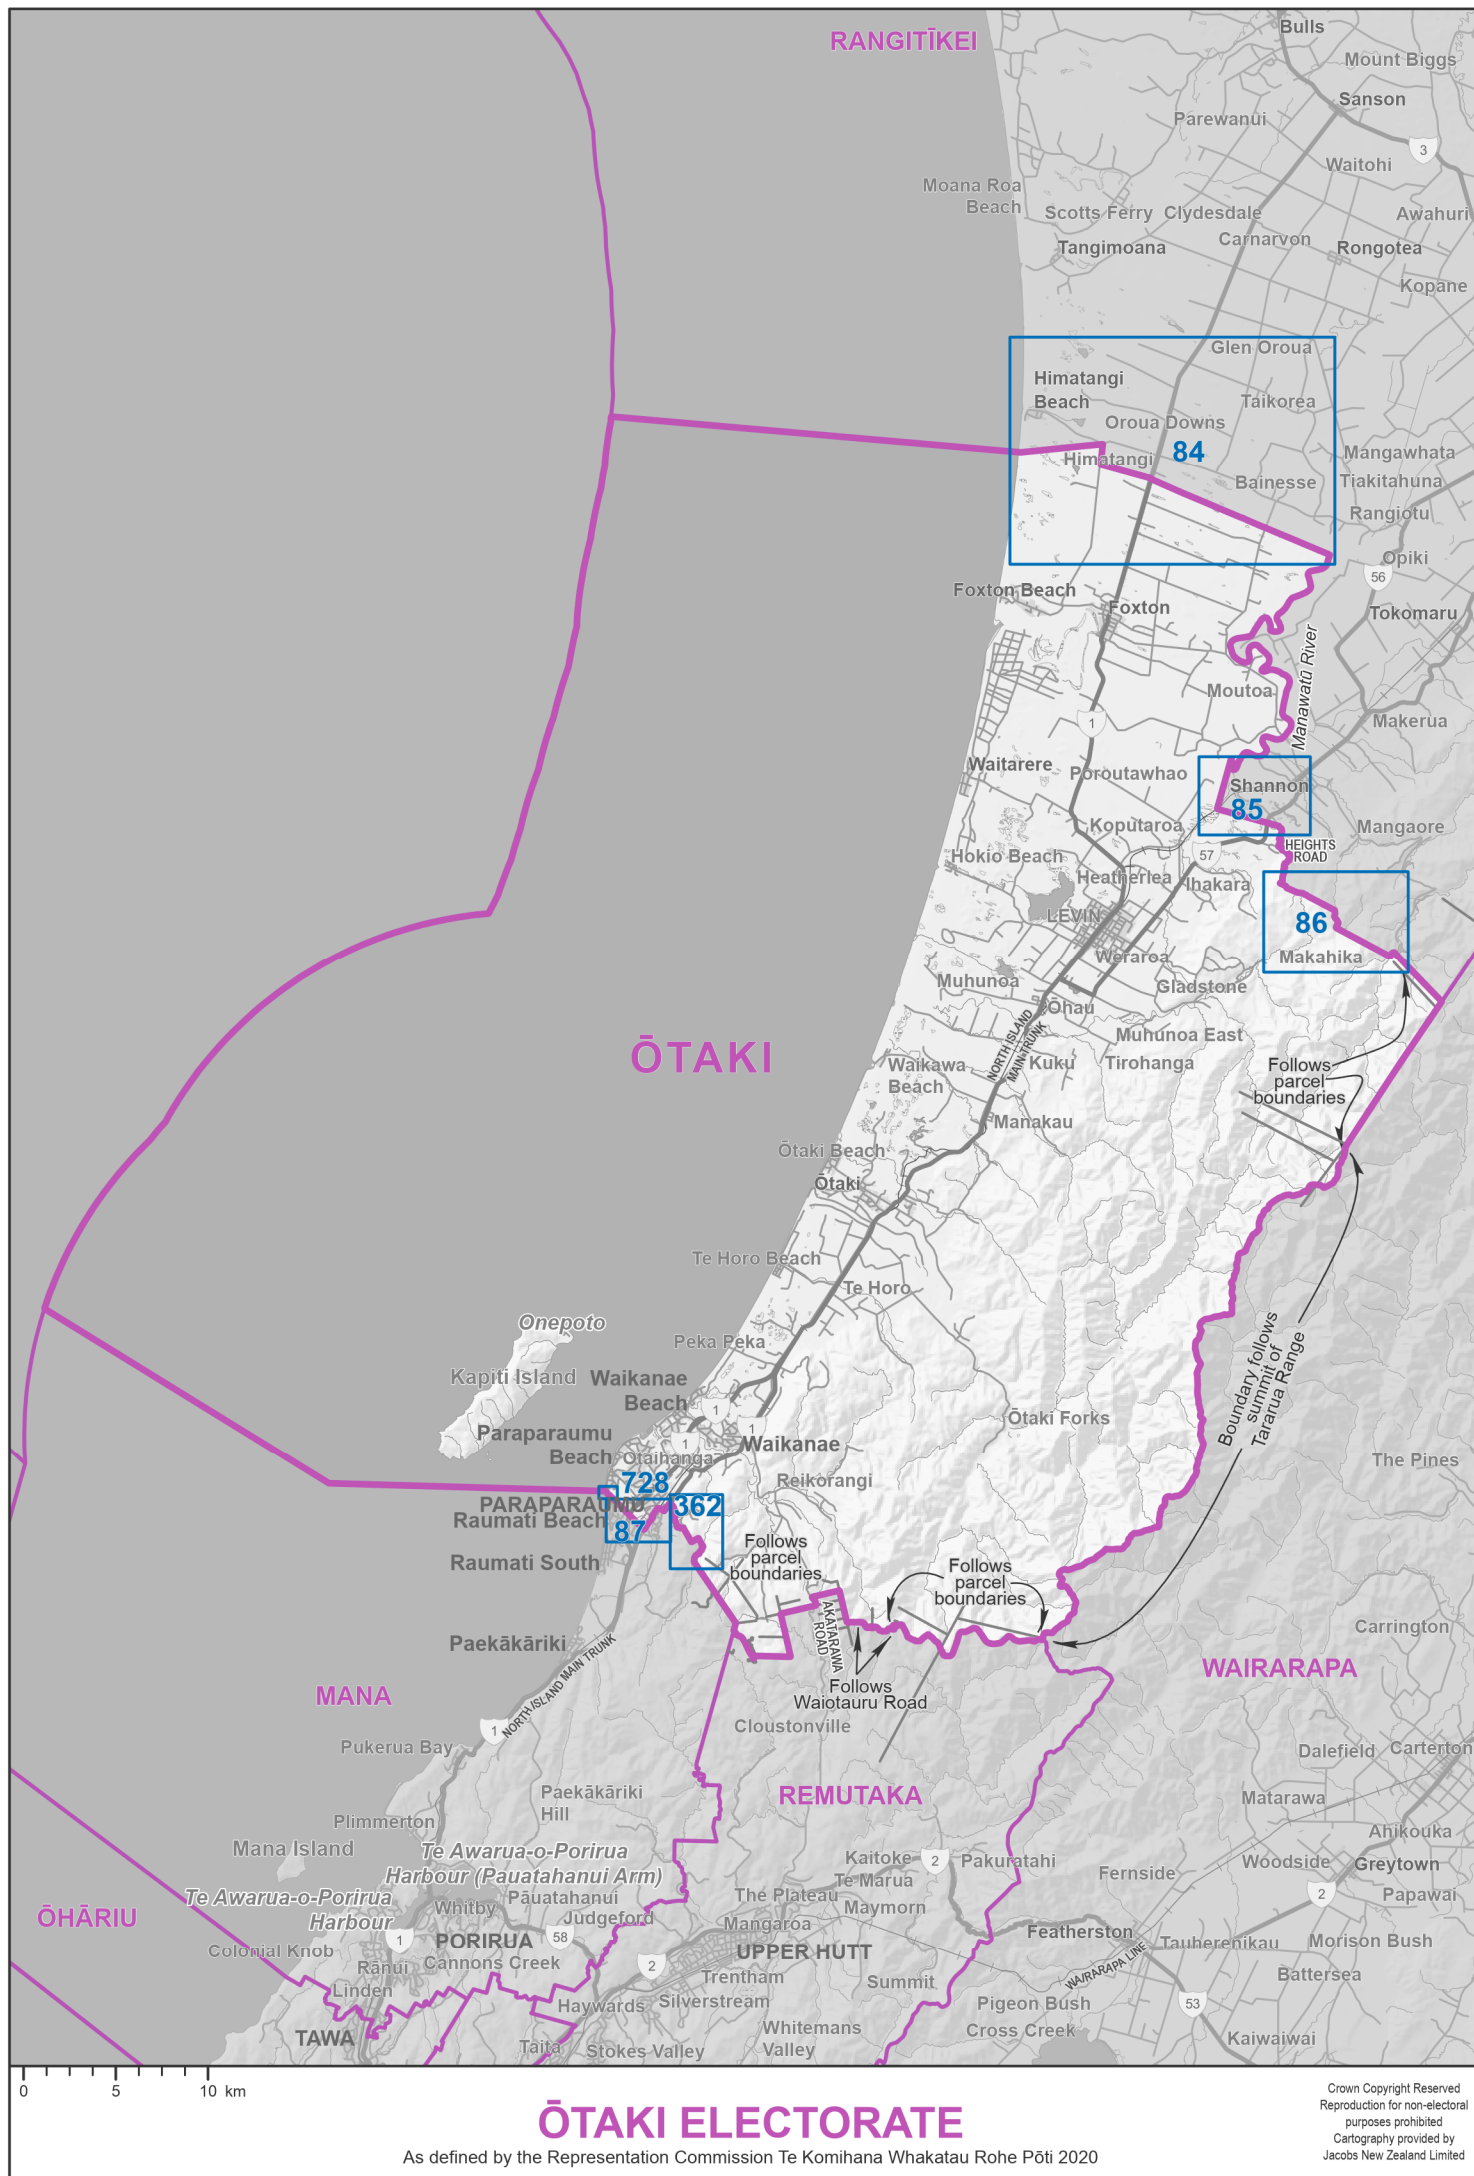 RANGITĪKEI
Bulls
Mount Biggs
Sanson
Parewanui
3
Waitohi
Moana Roa
Beach
Scotts Ferry
Clydesdale
Awahuri
Tangimoana
Carnarvon
Rongotea
Kopane
Glen Oroua
Himatangi
Beach
Taikorea
Oroua Downs
84
Himatangi
Mangawhata
Bainesse
Tiakitahuna
Rangiotu
Opiki
56
Foxton Beach
Foxton
Tokomaru
Manawatū River
Moutoa
1
Makerua
Waitarere
Poroutawhao
Shannon
85
Koputaroa
Mangaore
HEIGHTS
ROAD
Hokio Beach
57
Heatherlea
Ihakara
LEVIN
86
Weraroa
Makahika
Muhunoa
Gladstone
Ōhau
NORTH ISLAND
MAIN TRUNK
Muhunoa East
ŌTAKI
Waikawa
Beach
Kuku
Tirohanga
Follows
parcel
boundaries
Manakau
Ōtaki Beach
Ōtaki
Te Horo Beach
Te Horo
Onepoto
Peka Peka
Kapiti Island
Waikanae
Beach
1
Boundary follows
summit of
Tararua Range
Ōtaki Forks
Paraparaumu
Beach
1
1
Waikanae
Otaihanga
The Pines
Reikorangi
728
PARAPARAUMU
362
Raumati Beach
87
Raumati South
Follows
parcel
boundaries
Follows
parcel
boundaries
AKATARAWA
ROAD
Carrington
Paekākāriki
NORTH ISLAND MAIN TRUNK
WAIRARAPA
MANA
Follows
Waiotauru Road
1
Cloustonville
Pukerua Bay
Dalefield
Carterton
REMUTAKA
Paekākāriki
Hill
Matarawa
Plimmerton
Ahikouka
Mana Island
Te Awarua-o-Porirua
Harbour (Pauatahanui Arm)
Kaitoke
2
Pakuratahi
Woodside
Greytown
Te Marua
Fernside
Te Awarua-o-Porirua
Harbour
Pāuatahanui
The Plateau
2
Papawai
Whitby
Maymorn
ŌHĀRIU
Judgeford
Mangaroa
1
PORIRUA
58
Featherston
Colonial Knob
UPPER HUTT
Tauherenikau
Morison Bush
Rānui
Cannons Creek
2
WAIRARAPA LINE
Linden
Trentham
Summit
Battersea
Haywards
Silverstream
Pigeon Bush
53
TAWA
Whitemans
Valley
Cross Creek
Kaiwaiwai
Taita
Stokes Valley
0 5 10 km
ŌTAKI ELECTORATE
As defined by the Representation Commission Te Komihana Whakatau Rohe Pōti 2020
Crown Copyright Reserved
Reproduction for non-electoral
purposes prohibited
Cartography provided by
Jacobs New Zealand Limited